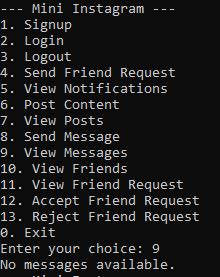 --- Mini Instagram ---
1. Signup
2. Login
3. Logout
4. Send Friend Request
5. View Notifications
6. Post Content
7. View Posts
8. Send Message
9. View Messages
10. View Friends
11. View Friend Request
12. Accept Friend Request
13. Reject Friend Request
0. Exit
Enter your choice: 9
No messages available.